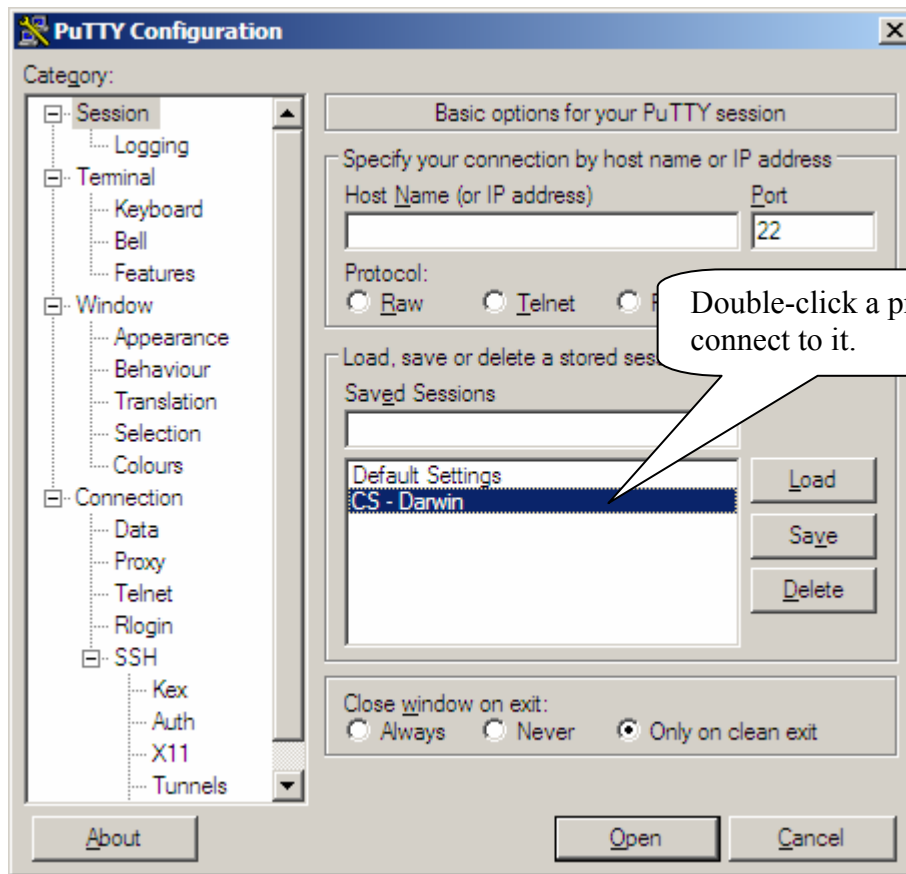 PuTTY Configuration
Category:
Session
Logging
Terminal
Keyboard
Bell
Features
Window
Appearance
Behaviour
Translation
Selection
Colours
Connection
Data
Proxy
Telnet
Rlogin
SSH
Kex
Auth
X11
Tunnels
Basic options for your PuTTY session
Specify your connection by host name or IP address
Host Name (or IP address) Port
22
Protocol:
Raw Telnet
Double-click a
connect to it.
Load, save or delete a stored
Saved Sessions
Default Settings
CS - Darwin
Load
Save
Delete
Close window on exit:
Always Never Only on clean exit
About Open Cancel